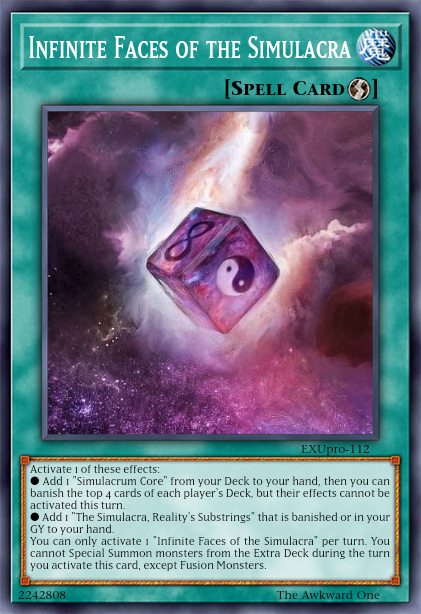 INFINITE FACES OF THE SIMULACRA
魔
[SPELL CARD]
EXUpro-112
Activate 1 of these effects:
● Add 1 "Simulacrum Core" from your Deck to your hand, then you can
banish the top 4 cards of each player's Deck, but their effects cannot be
activated this turn.
● Add 1 "The Simulacra, Reality's Substrings" that is banished or in your
GY to your hand.
You can only activate 1 "Infinite Faces of the Simulacra" per turn. You
cannot Special Summon monsters from the Extra Deck during the turn
you activate this card, except Fusion Monsters.
2242808 The Awkward One